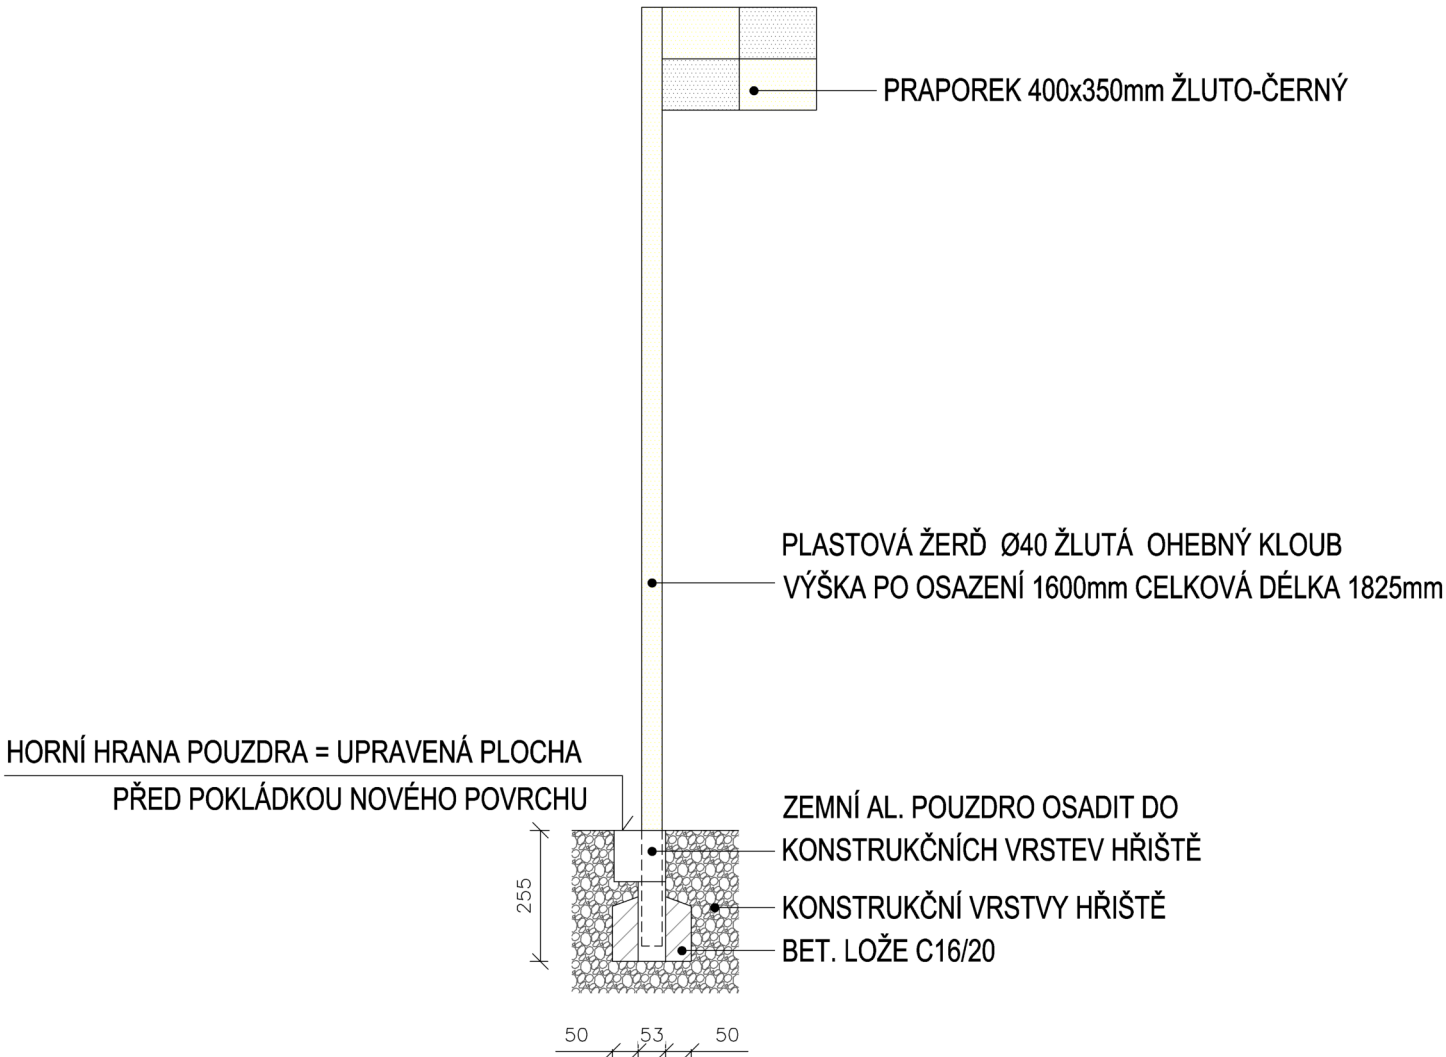 PRAPOREK 400x350mm ŽLUTO-ČERNÝ
PLASTOVÁ ŽERĎ Ø40 ŽLUTÁ OHEBNÝ KLOUB
VÝŠKA PO OSAZENÍ 1600mm CELKOVÁ DÉLKA 1825mm
HORNÍ HRANA POUZDRA = UPRAVENÁ PLOCHA
PŘED POKLÁDKOU NOVÉHO POVRCHU
ZEMNÍ AL. POUZDRO OSADIT DO
KONSTRUKČNÍCH VRSTEV HŘIŠTĚ
KONSTRUKČNÍ VRSTVY HŘIŠTĚ
BET. LOŽE C16/20
255
50 53 50